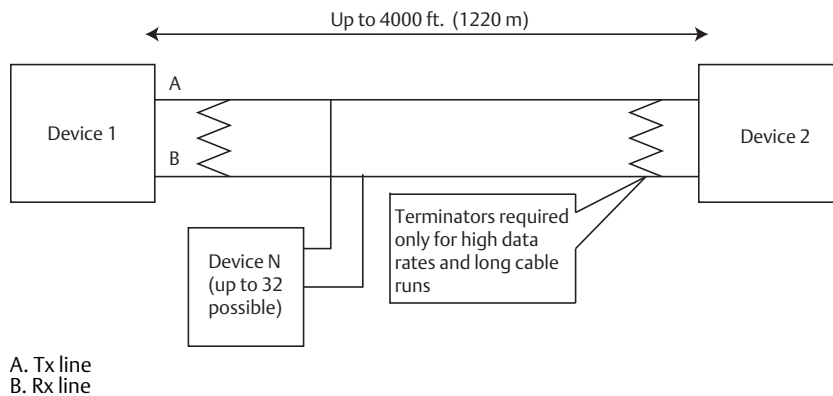 Up to 4000 ft. (1220 m)
A
Device 1
B
Device 2
Device N
(up to 32
possible)
Terminators required
only for high data
rates and long cable
runs
A. Tx line
B. Rx line